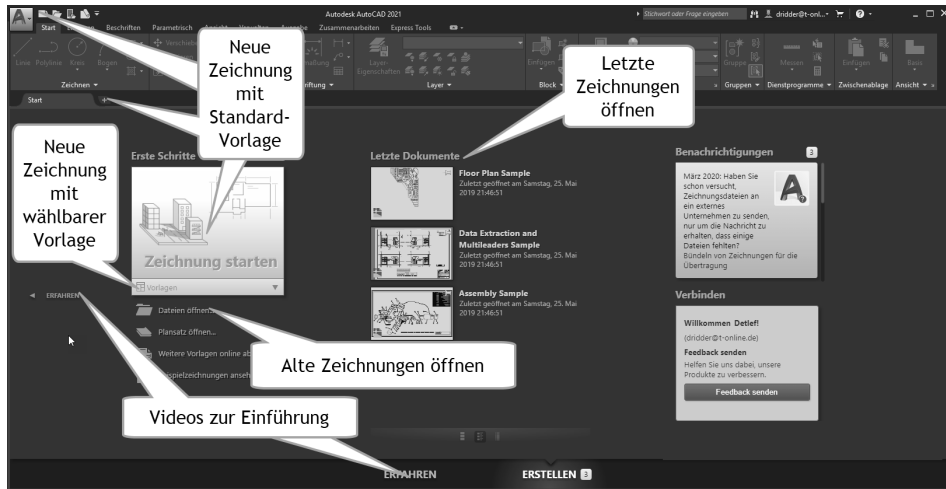 Autodesk AutoCAD 2021
Stichwort oder Frage eingeben
dridder@t-onl...
Start
Beschriften
Parametrisch
Zusammenarbeiten
Express Tools
Linie
Polylinie
Kreis
Bogen
Verschieben
Layer-
Eigenschaften
Einfügen
Gruppe
Messen
Einfügen
Basis
Zeichnen
Layer
Block
Gruppen
Dienstprogramme
Zwischenablage
Ansicht
Start
Neue
Zeichnung
mit
Standard-
Vorlage
Letzte
Zeichnungen
öffnen
Neue
Zeichnung
mit
wählbarer
Vorlage
Erste Schritte
Zeichnung starten
Vorlagen
Dateien öffnen...
Plansatz öffnen...
Weitere Vorlagen online
ERFAHREN
Letzte Dokumente
Floor Plan Sample
Zuletzt geöffnet am Samstag, 25. Mai
2019 21:46:51
Data Extraction and
Multileaders Sample
Zuletzt geöffnet am Samstag, 25. Mai
2019 21:46:51
Assembly Sample
Zuletzt geöffnet am Samstag, 25. Mai
2019 21:46:51
Alte Zeichnungen öffnen
Videos zur Einführung
Benachrichtigungen 3
März 2020: Haben Sie
schon versucht,
Zeichnungsdateien an
ein externes
Unternehmen zu senden,
nur um die Nachricht zu
erhalten, dass einige
Dateien fehlten?
Bündeln von Zeichnungen für die
Übertragung
Verbinden
Willkommen Detlef!
(dridder@t-online.de)
Feedback senden
Helfen Sie uns dabei, unsere
Produkte zu verbessern.
Feedback senden
ERFAHREN
ERSTELLEN 3